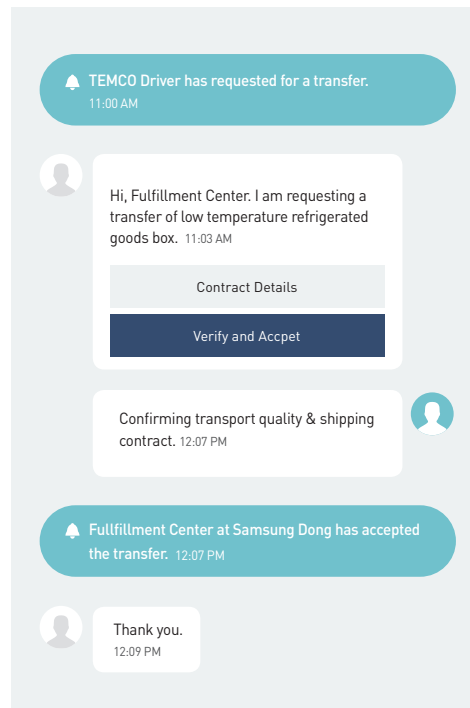 TEMCO Driver has requested for a transfer.
11:00 AM
Hi, Fulfillment Center. I am requesting a
transfer of low temperature refrigerated
goods box. 11:03 AM
Contract Details
Verify and Accpet
Confirming transport quality & shipping
contract. 12:07 PM
Fullfillment Center at Samsung Dong has accepted
the transfer. 12:07 PM
Thank you.
12:09 PM